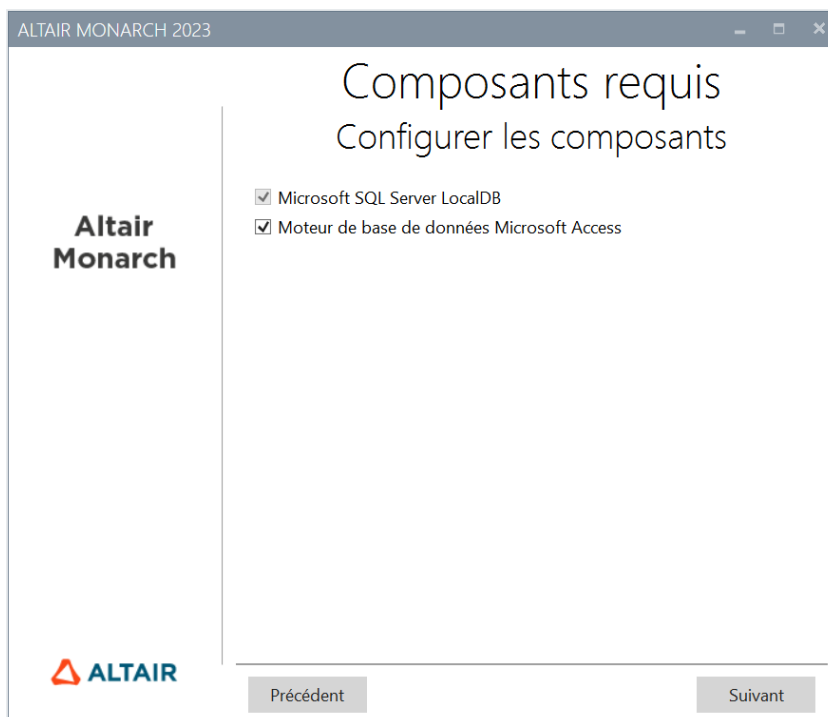 ALTAIR MONARCH 2023
Composants requis
Configurer les composants
Microsoft SQL Server LocalDB
Moteur de base de données Microsoft Access
Altair
Monarch
ALTAIR
Précédent
Suivant